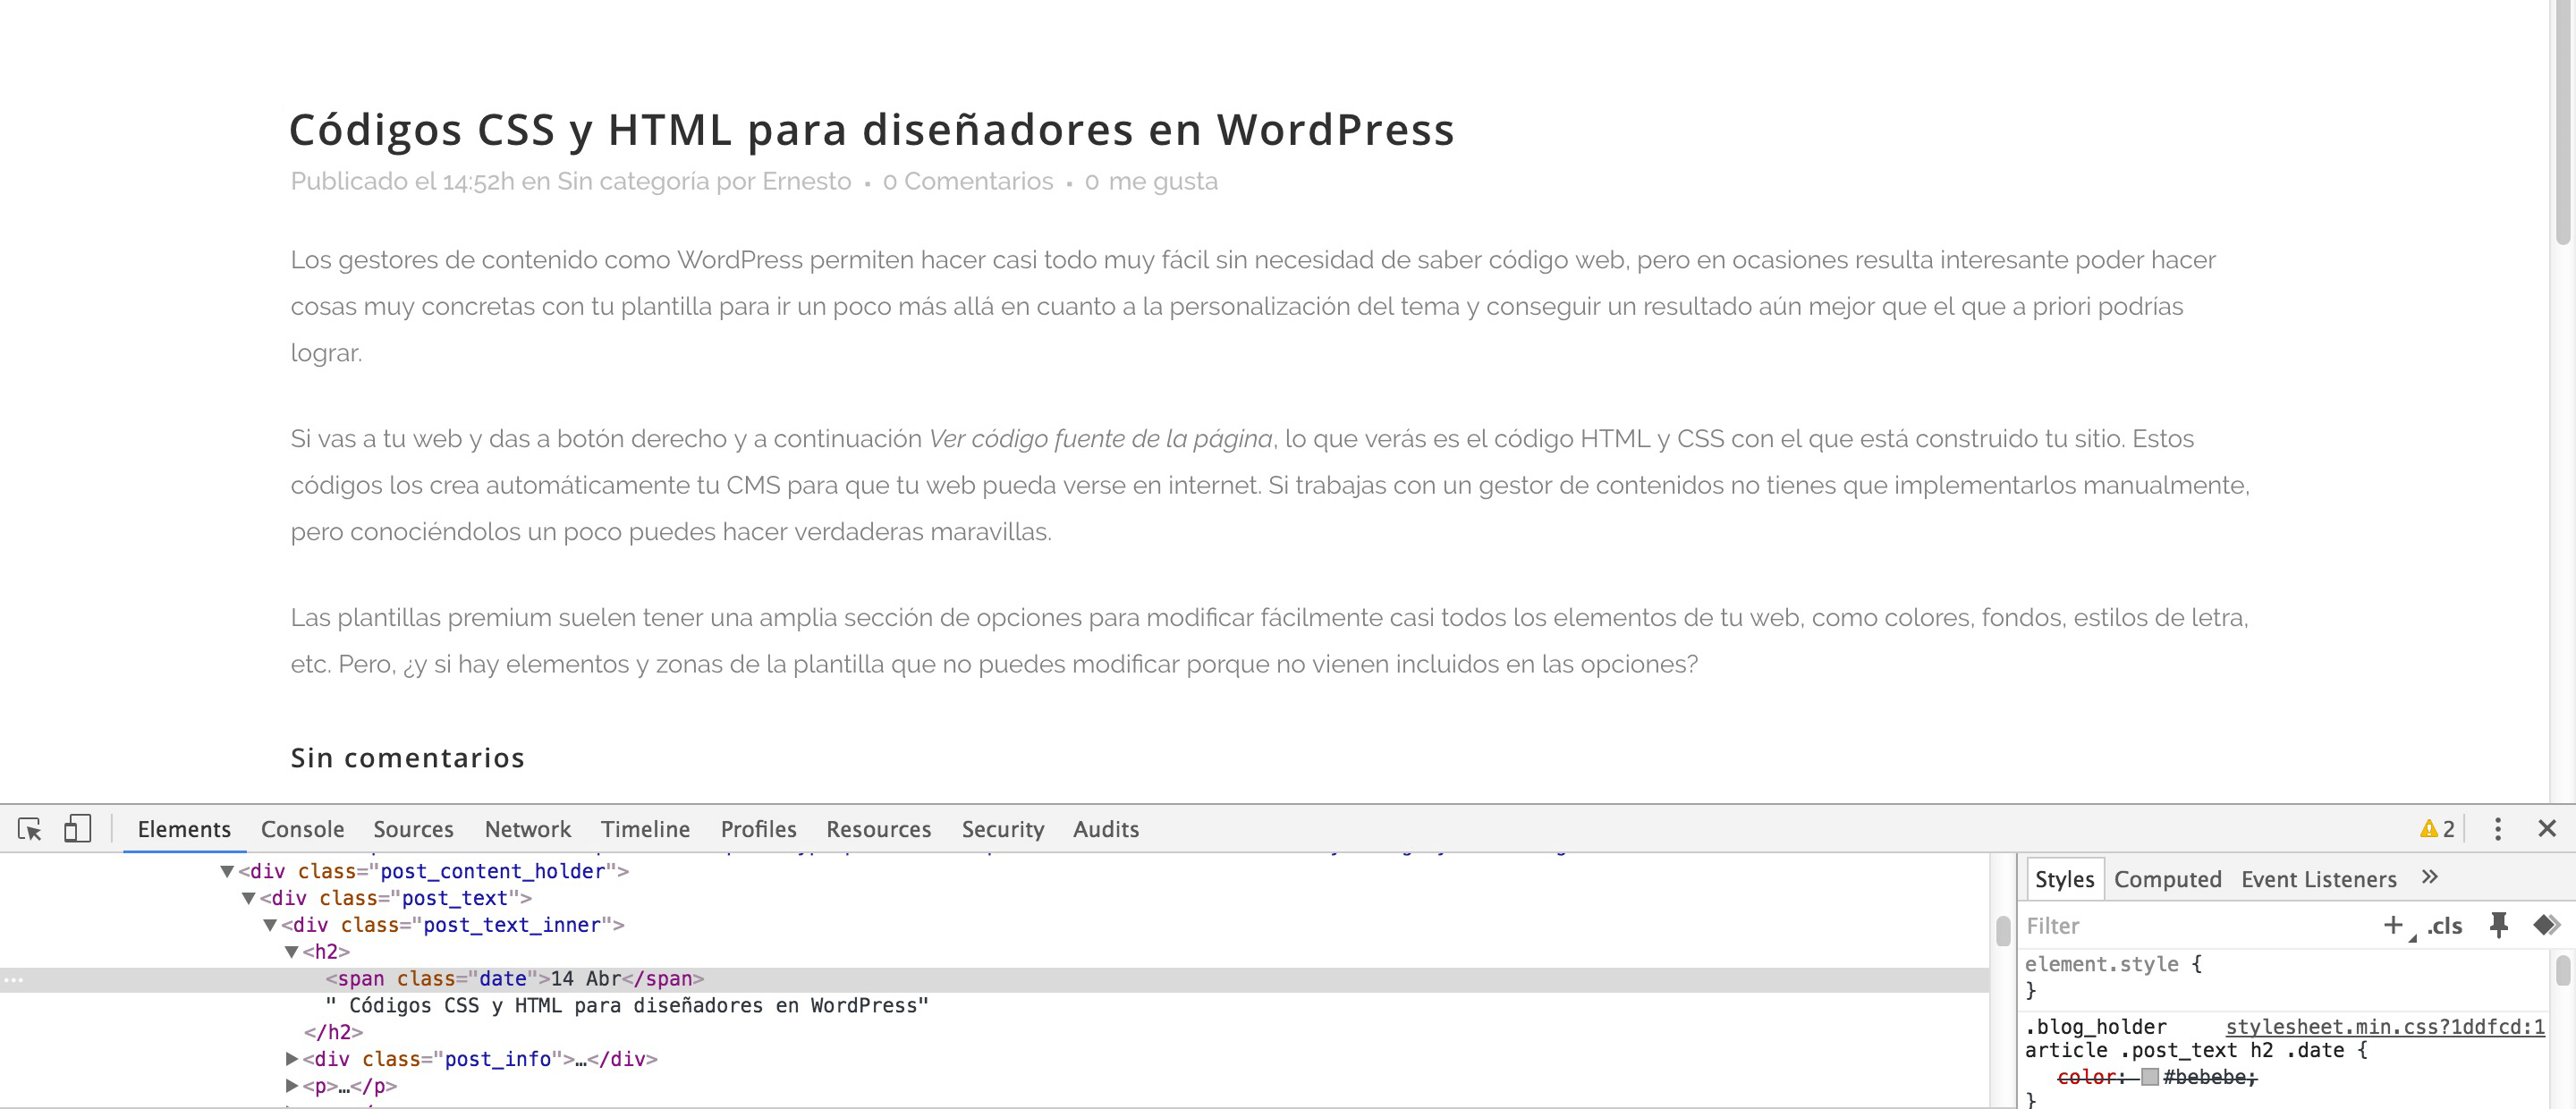 Códigos CSS y HTML para diseñadores en WordPress
Publicado el 14:52h en Sin categoría por Ernesto • 0 Comentarios • 0 me gusta
Los gestores de contenido como WordPress permiten hacer casi todo muy fácil sin necesidad de saber código web, pero en ocasiones resulta interesante poder hacer
cosas muy concretas con tu plantilla para ir un poco más allá en cuanto a la personalización del tema y conseguir un resultado aún mejor que el que a priori podrías
lograr.
Si vas a tu web y das a botón derecho y a continuación Ver código fuente de la página, lo que verás es el código HTML y CSS con el que está construido tu sitio. Estos
códigos los crea automáticamente tu CMS para que tu web pueda verse en internet. Si trabajas con un gestor de contenidos no tienes que implementarlos manualmente,
pero conociéndolos un poco puedes hacer verdaderas maravillas.
Las plantillas premium suelen tener una amplia sección de opciones para modificar fácilmente casi todos los elementos de tu web, como colores, fondos, estilos de letra,
etc. Pero, ¿y si hay elementos y zonas de la plantilla que no puedes modificar porque no vienen incluidos en las opciones?
Sin comentarios
Elements Console Sources Network Timeline Profiles Resources Security Audits 2
<div class="post_content_holder">
<div class="post_text">
<div class="post_text_inner">
<h2>
<span class="date">14 Abr</span>
" Códigos CSS y HTML para diseñadores en WordPress"
</h2>
<div class="post_info">…</div>
<p>…</p>
Styles Computed Event Listeners »
Filter + .cls
element.style {
}
.blog_holder stylesheet.min.css?1ddfcd:1
article .post_text h2 .date {
color: #bebebe;
}